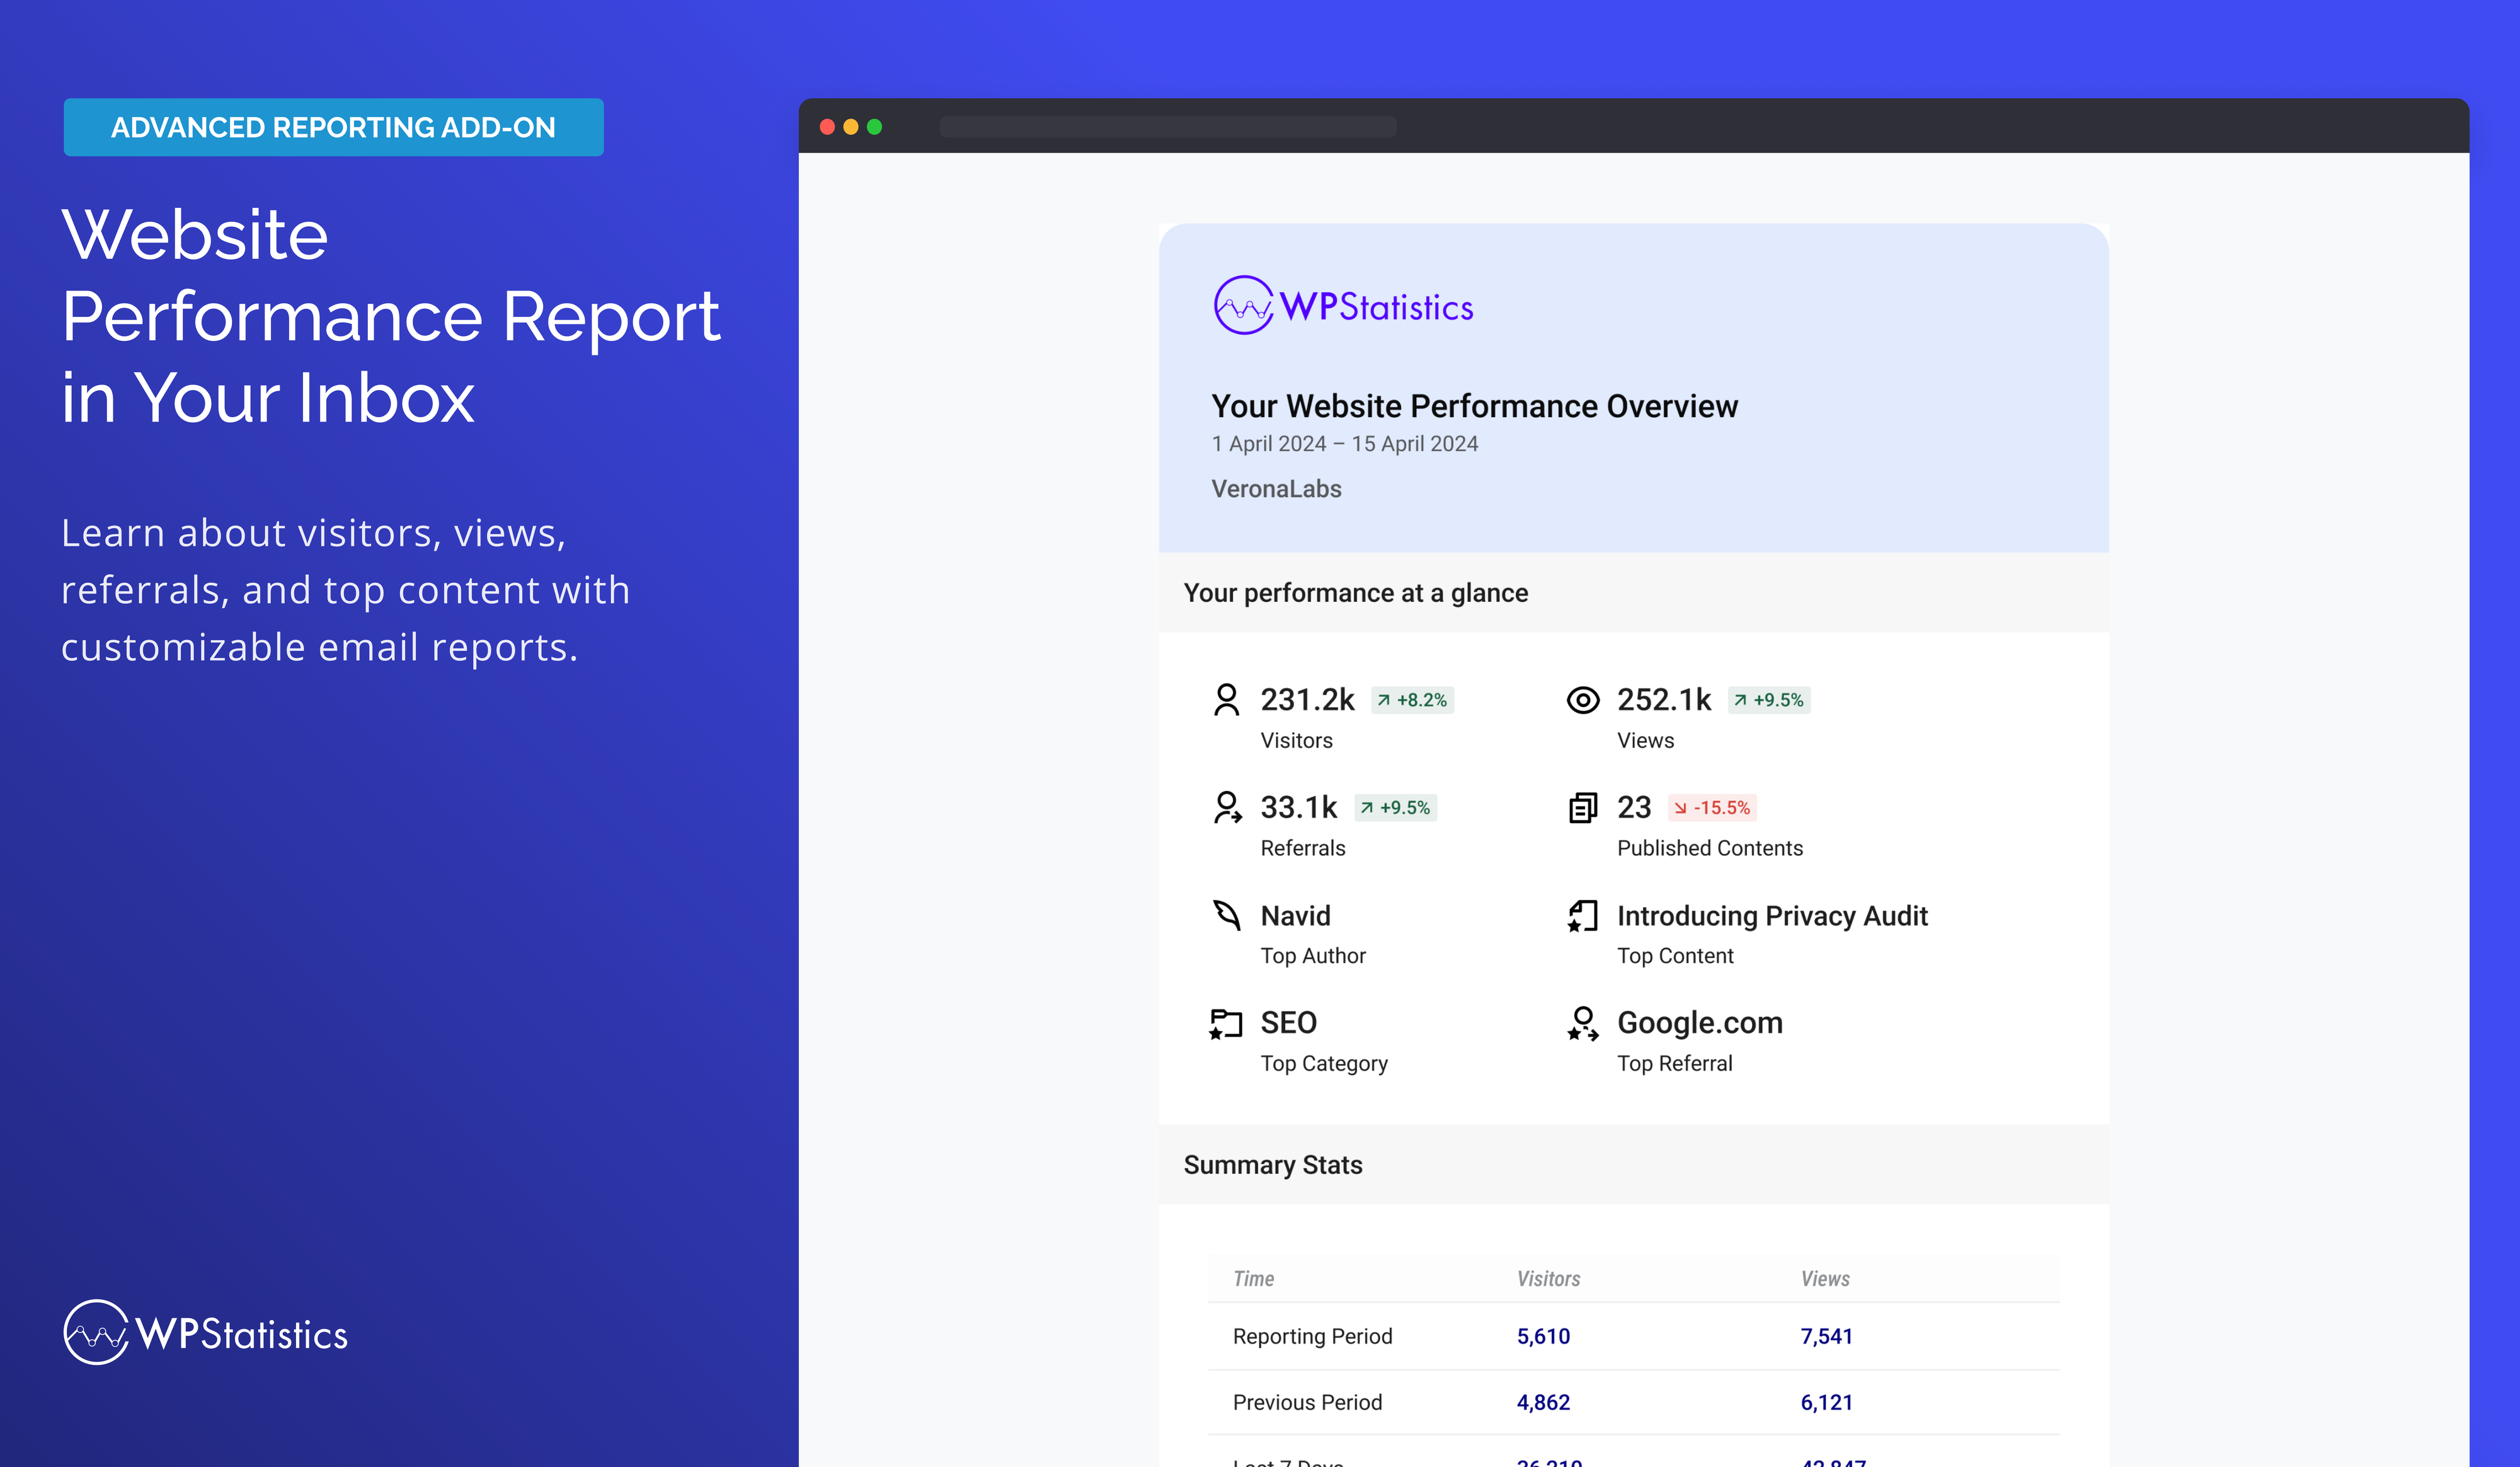 ADVANCED REPORTING ADD-ON
Website
Performance Report
in Your Inbox
Learn about visitors, views,
referrals, and top content with
customizable email reports.
WPStatistics
WPStatistics
Your Website Performance Overview
1 April 2024 – 15 April 2024
VeronaLabs
Your performance at a glance
231.2k +8.2%
Visitors
252.1k +9.5%
Views
33.1k +9.5%
Referrals
23 -15.5%
Published Contents
Navid
Top Author
Introducing Privacy Audit
Top Content
SEO
Top Category
Google.com
Top Referral
Summary Stats
Time Visitors Views
Reporting Period 5,610 7,541
Previous Period 4,862 6,121
Last 7 Days